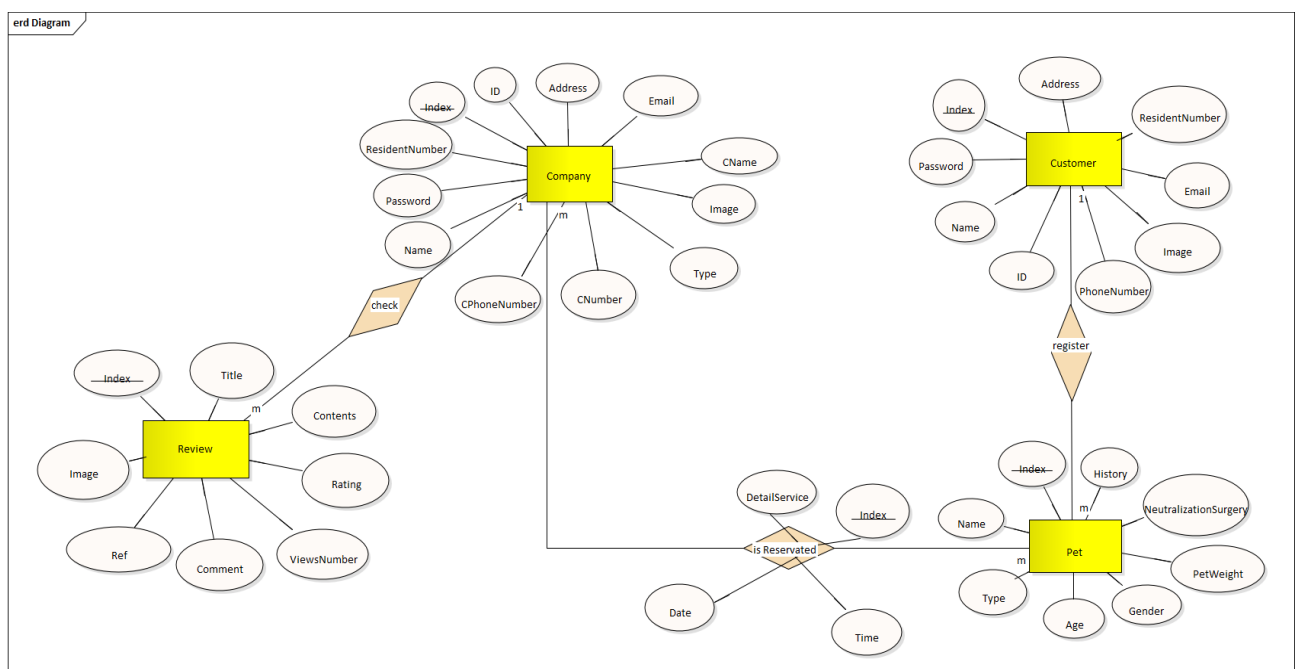 erd Diagram
ID
Address
Email
Index
ResidentNumber
CName
Company
Password
Image
1
m
Name
Type
CPhoneNumber
CNumber
check
Address
Index
ResidentNumber
Customer
Password
Email
1
Name
Image
ID
PhoneNumber
register
Index
Title
m
Contents
Review
Image
Rating
Ref
Comment
ViewsNumber
DetailService
Index
is Reservated
Date
Time
Index
History
m
NeutralizationSurgery
Name
Pet
m
PetWeight
Type
Age
Gender